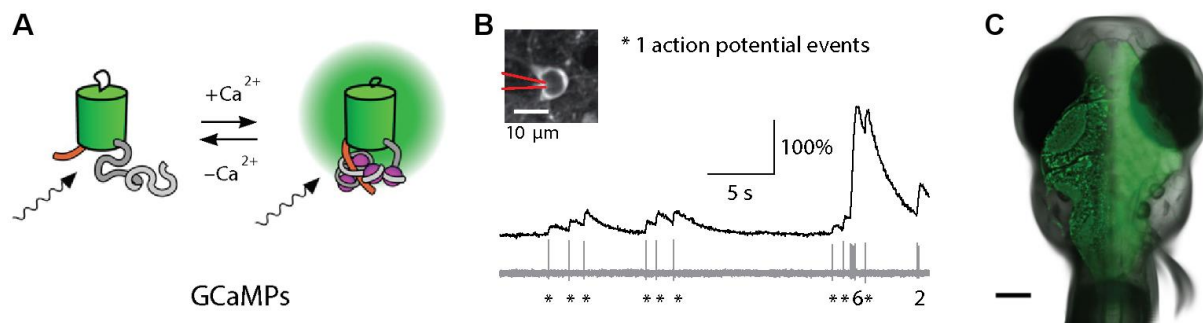 A
+Ca2+
−Ca2+
GCaMPs
B
* 1 action potential events
10 μm
100%
5 s
* * * ** * **6* 2
C